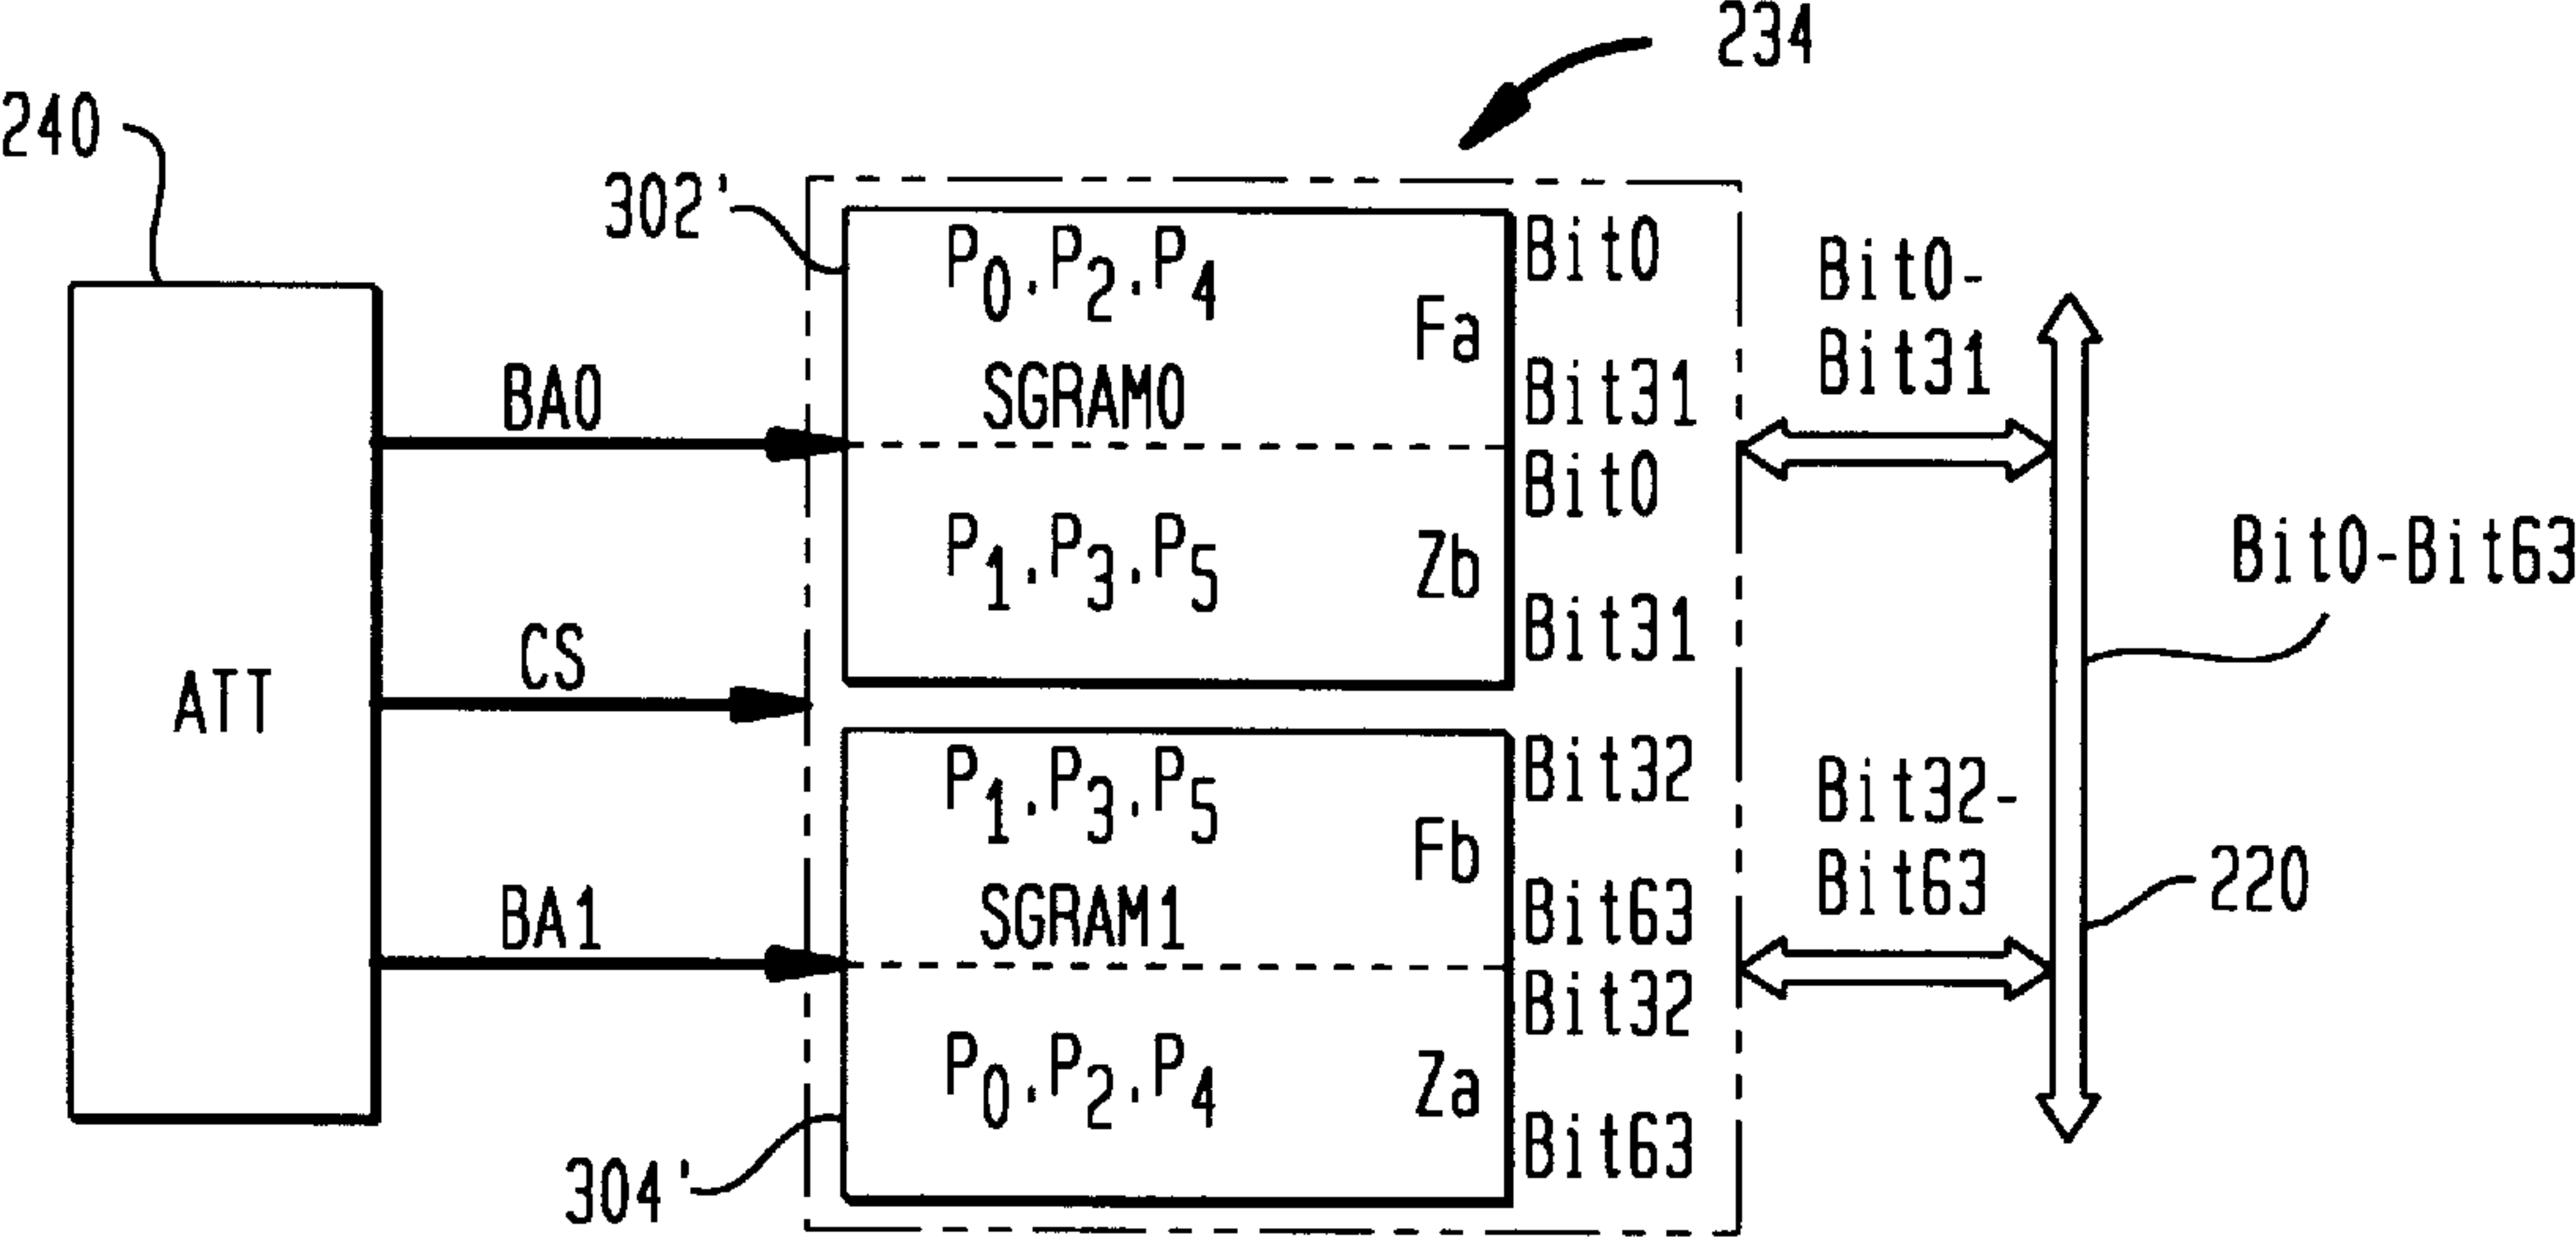 234
240
302'
P0,P2,P4
Bit0
Fa
Bit0-
Bit31
BA0
SGRAM0
Bit31
Bit0
P1,P3,P5
Zb
Bit0-Bit63
Bit31
CS
ATT
P1,P3,P5
Bit32
Fb
Bit32-
Bit63
BA1
SGRAM1
Bit63
220
Bit32
P0,P2,P4
Za
Bit63
304'